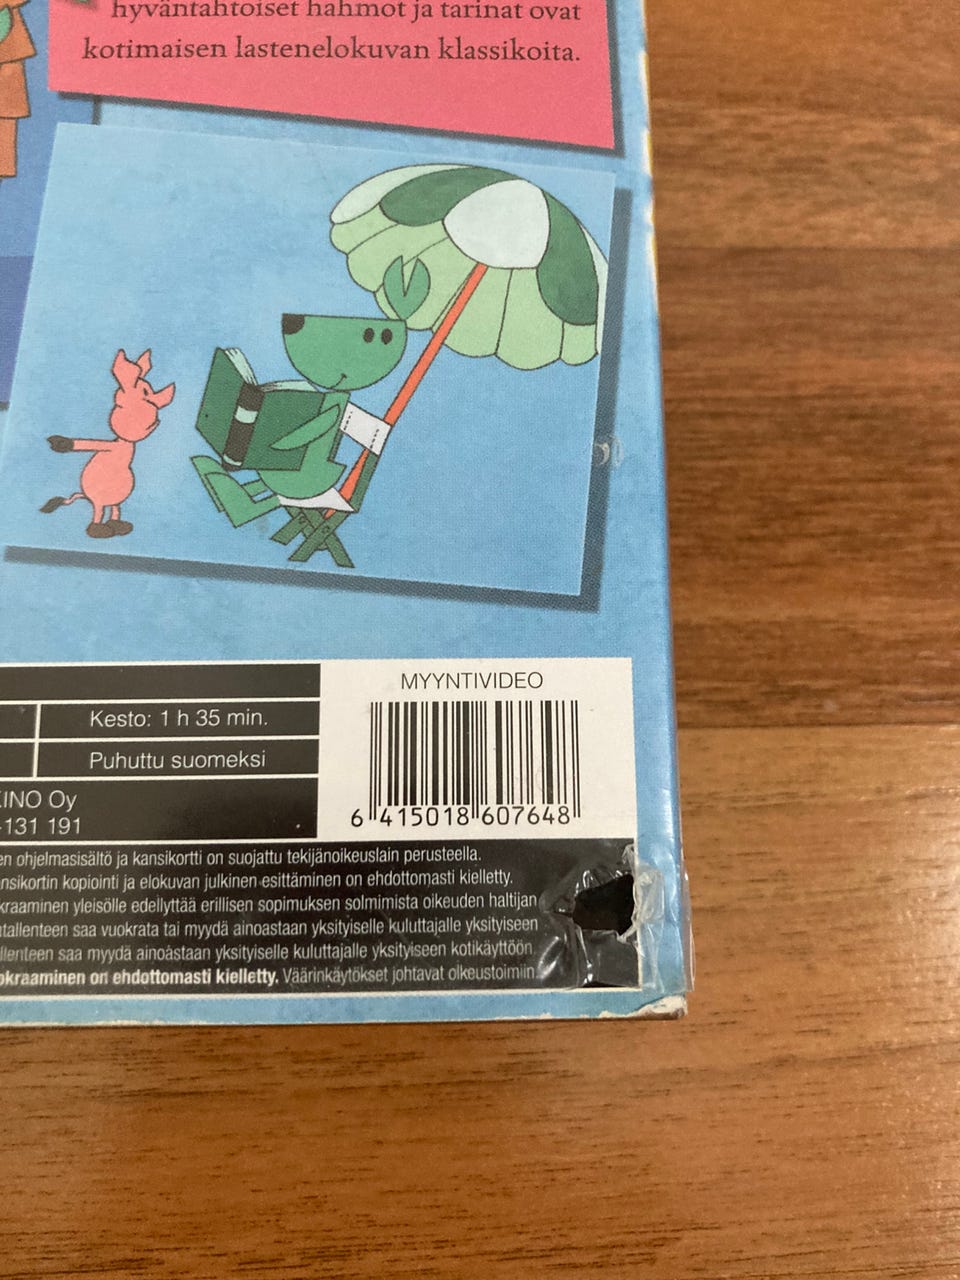 hyväntahtoiset hahmot ja tarinat ovat
kotimaisen lastenelokuvan klassikoita.
MYYNTIVIDEO
Kesto: 1 h 35 min.
Puhuttu suomeksi
KINO Oy
-131 191
6 415018 607648
en ohjelmasisältö ja kansikortti on suojattu tekijänoikeuslain perusteella.
nsikortin kopiointi ja elokuvan julkinen esittäminen on ehdottomasti kielletty.
kraaminen yleisölle edellyttää erillisen sopimuksen solmimista oikeuden haltijan
tallenteen saa vuokrata tai myydä ainoastaan yksityiselle kuluttajalle yksityiseen
llenteen saa myydä ainoastaan yksityiselle kuluttajalle yksityiseen kotikäyttöön.
okraaminen on ehdottomasti kielletty. Väärinkäytökset johtavat oikeustoimiin.